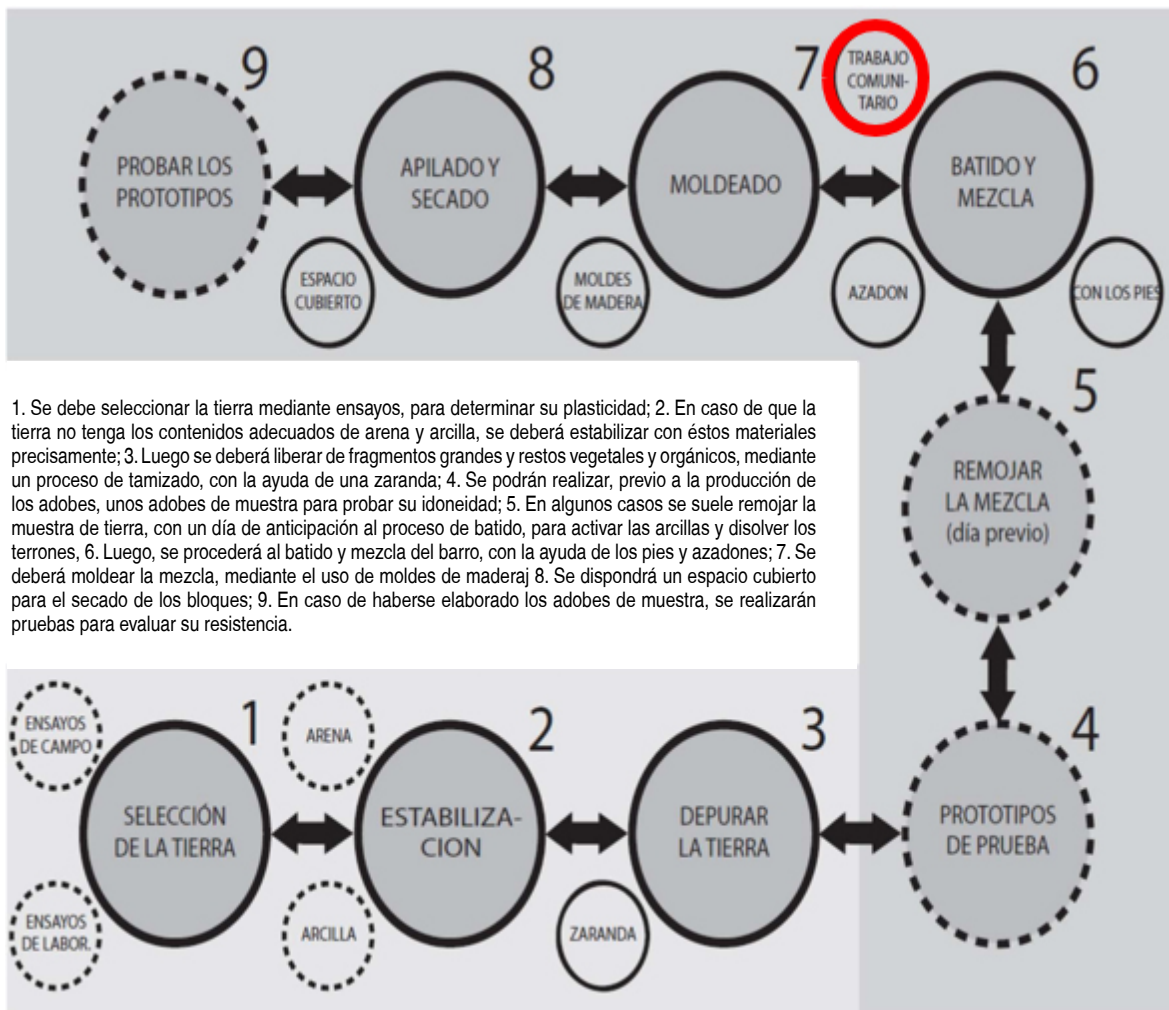 9
8
7
6
TRABAJO
COMUNI-
TARIO
PROBAR LOS
PROTOTIPOS
APILADO Y
SECADO
MOLDEADO
BATIDO Y
MEZCLA
ESPACIO
CUBIERTO
MOLDES
DE MADERA
AZADON
CON LOS PIES
1. Se debe seleccionar la tierra mediante ensayos, para determinar su plasticidad; 2. En caso de que la
tierra no tenga los contenidos adecuados de arena y arcilla, se deberá estabilizar con éstos materiales
precisamente; 3. Luego se deberá liberar de fragmentos grandes y restos vegetales y orgánicos, mediante
un proceso de tamizado, con la ayuda de una zaranda; 4. Se podrán realizar, previo a la producción de
los adobes, unos adobes de muestra para probar su idoneidad; 5. En algunos casos se suele remojar la
muestra de tierra, con un día de anticipación al proceso de batido, para activar las arcillas y disolver los
terrones, 6. Luego, se procederá al batido y mezcla del barro, con la ayuda de los pies y azadones; 7. Se
deberá moldear la mezcla, mediante el uso de moldes de maderaj 8. Se dispondrá un espacio cubierto
para el secado de los bloques; 9. En caso de haberse elaborado los adobes de muestra, se realizarán
pruebas para evaluar su resistencia.
5
REMOJAR
LA MEZCLA
(día previo)
ENSAYOS
DE CAMPO
1
ARENA
2
3
4
SELECCIÓN
DE LA TIERRA
ESTABILIZA-
CION
DEPURAR
LA TIERRA
PROTOTIPOS
DE PRUEBA
ENSAYOS
DE LABOR.
ARCILLA
ZARANDA